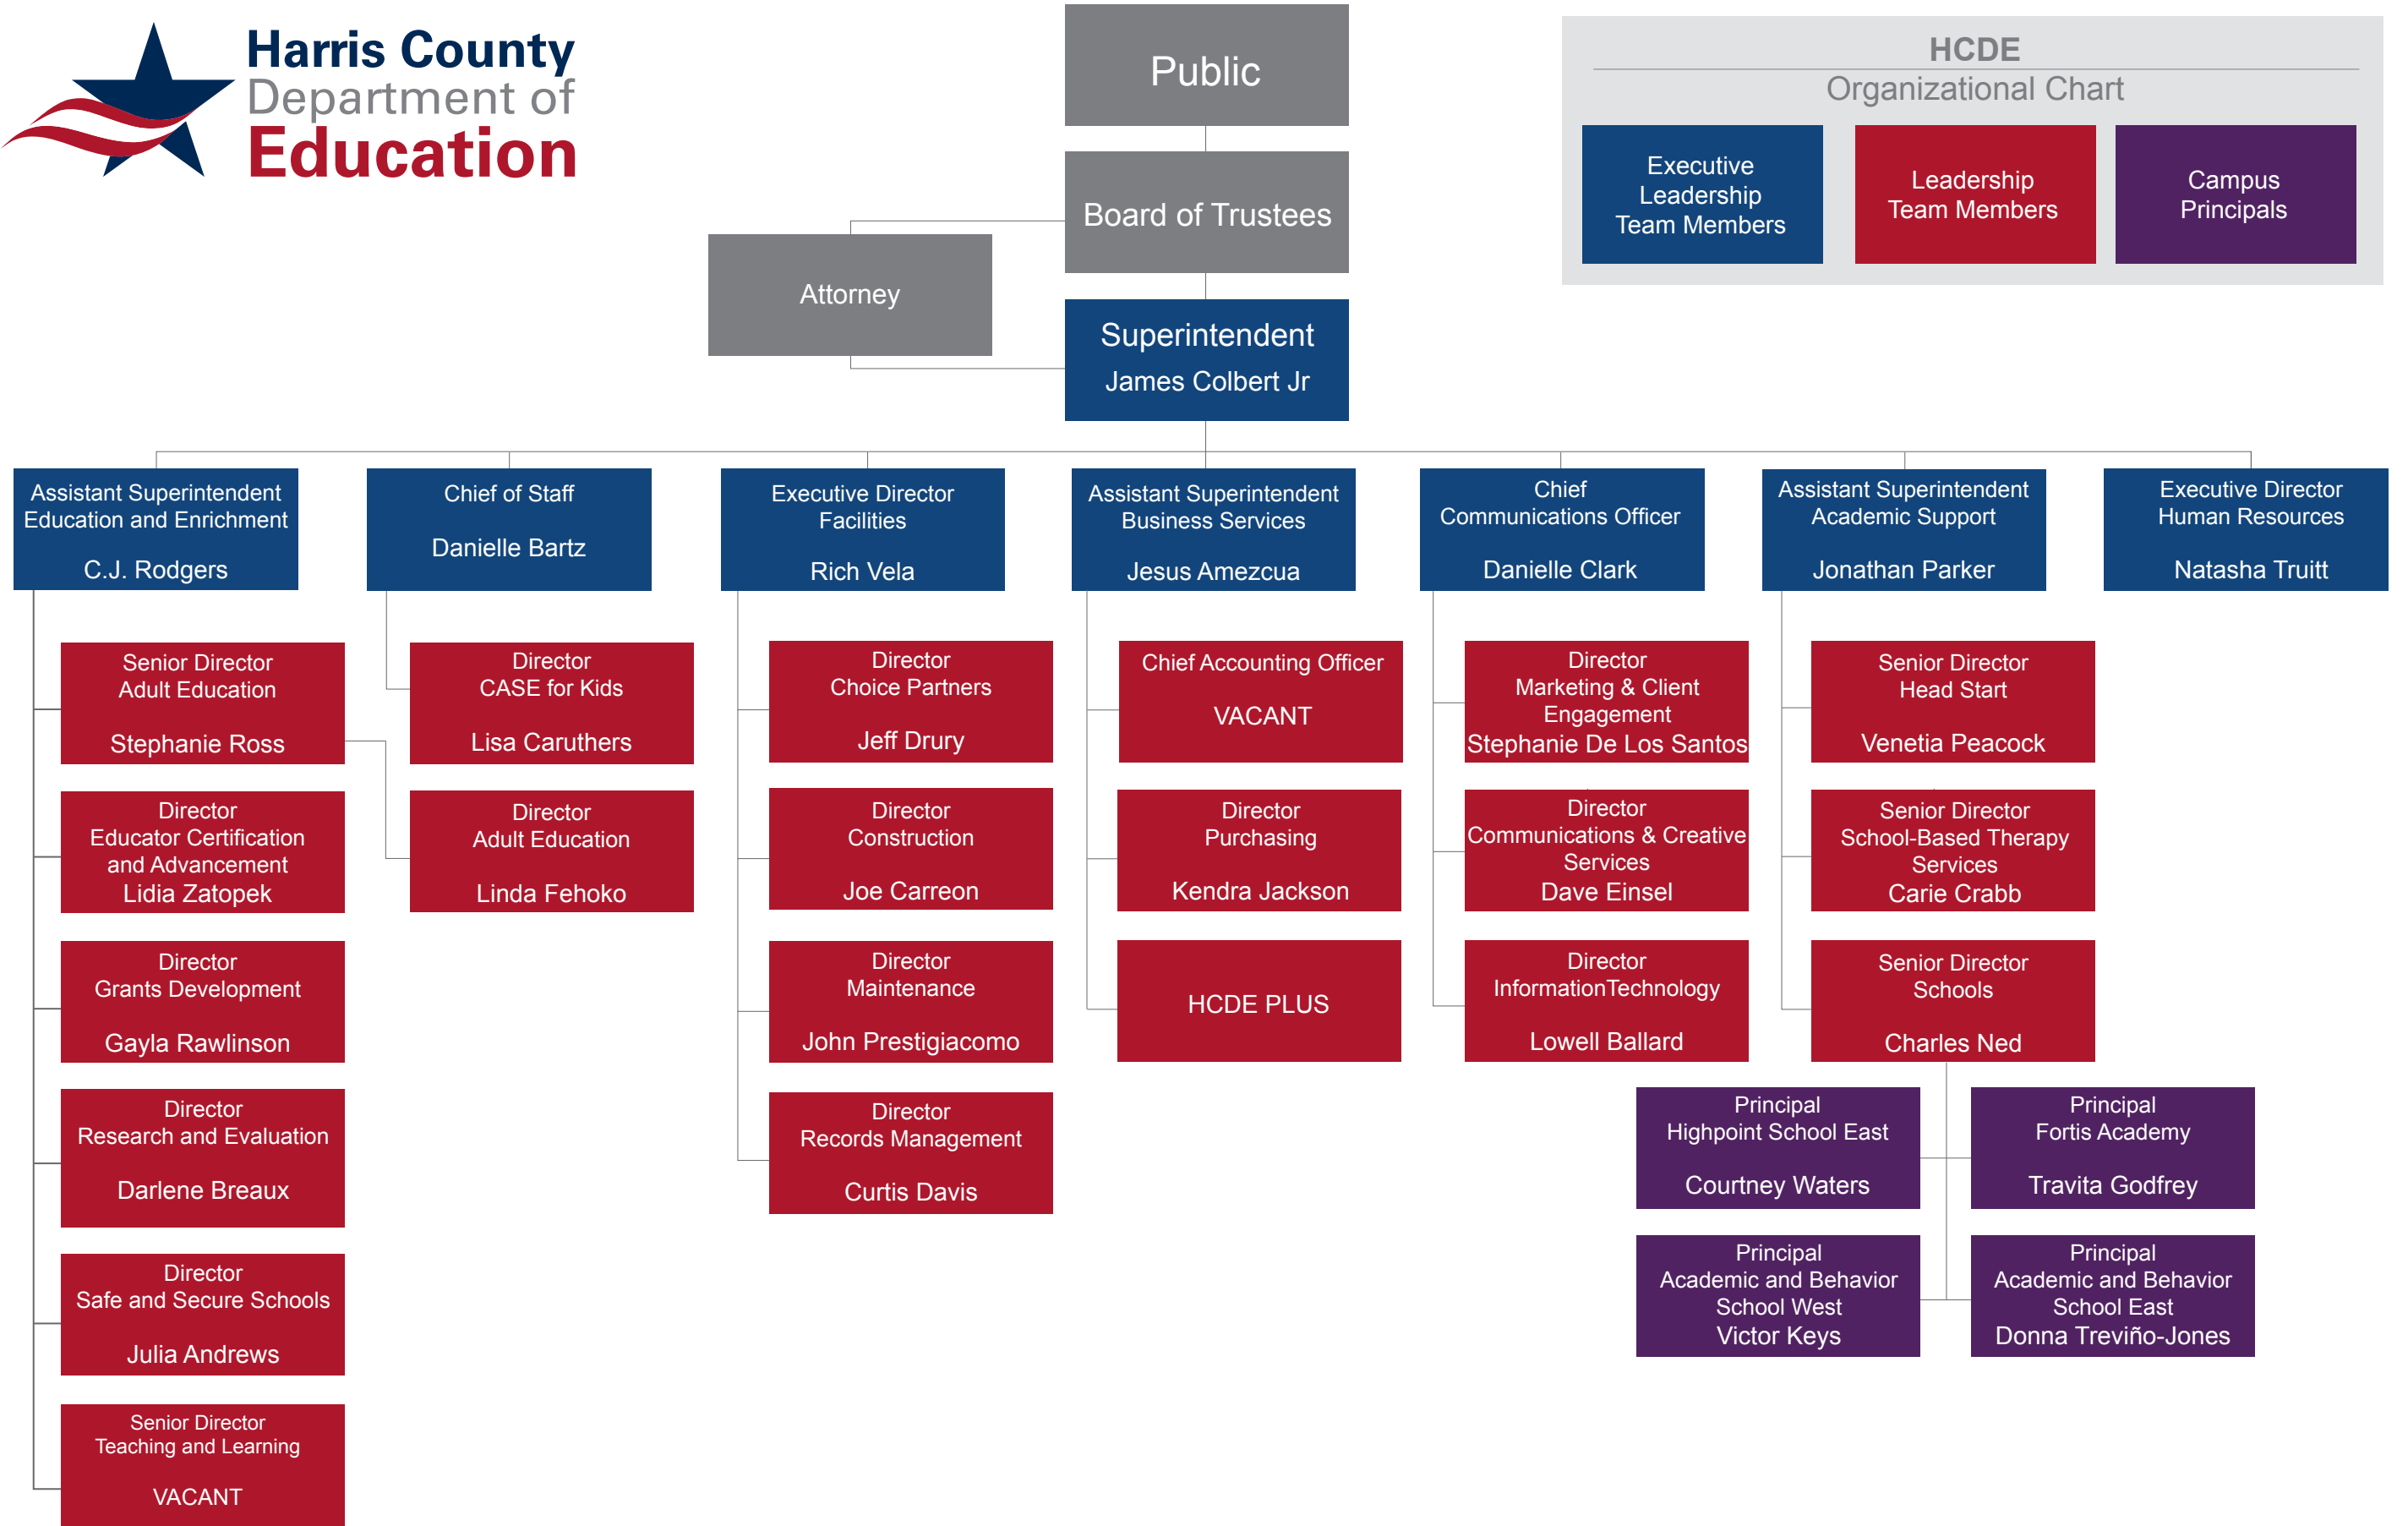 Harris County
Department of
Education
Public
Board of Trustees
Attorney
Superintendent
James Colbert Jr
HCDE
Organizational Chart
Executive
Leadership
Team Members
Leadership
Team Members
Campus
Principals
Assistant Superintendent
Education and Enrichment
C.J. Rodgers
Chief of Staff
Danielle Bartz
Executive Director
Facilities
Rich Vela
Assistant Superintendent
Business Services
Jesus Amezcua
Chief
Communications Officer
Danielle Clark
Assistant Superintendent
Academic Support
Jonathan Parker
Executive Director
Human Resources
Natasha Truitt
Senior Director
Adult Education
Stephanie Ross
Director
Educator Certification
and Advancement
Lidia Zatopek
Director
Grants Development
Gayla Rawlinson
Director
Research and Evaluation
Darlene Breaux
Director
Safe and Secure Schools
Julia Andrews
Senior Director
Teaching and Learning
VACANT
Director
CASE for Kids
Lisa Caruthers
Director
Adult Education
Linda Fehoko
Director
Choice Partners
Jeff Drury
Director
Construction
Joe Carreon
Director
Maintenance
John Prestigiacomo
Director
Records Management
Curtis Davis
Chief Accounting Officer
VACANT
Director
Purchasing
Kendra Jackson
HCDE PLUS
Director
Marketing & Client
Engagement
Stephanie De Los Santos
Director
Communications & Creative
Services
Dave Einsel
Director
InformationTechnology
Lowell Ballard
Senior Director
Head Start
Venetia Peacock
Senior Director
School-Based Therapy
Services
Carie Crabb
Senior Director
Schools
Charles Ned
Principal
Highpoint School East
Courtney Waters
Principal
Fortis Academy
Travita Godfrey
Principal
Academic and Behavior
School West
Victor Keys
Principal
Academic and Behavior
School East
Donna Treviño-Jones